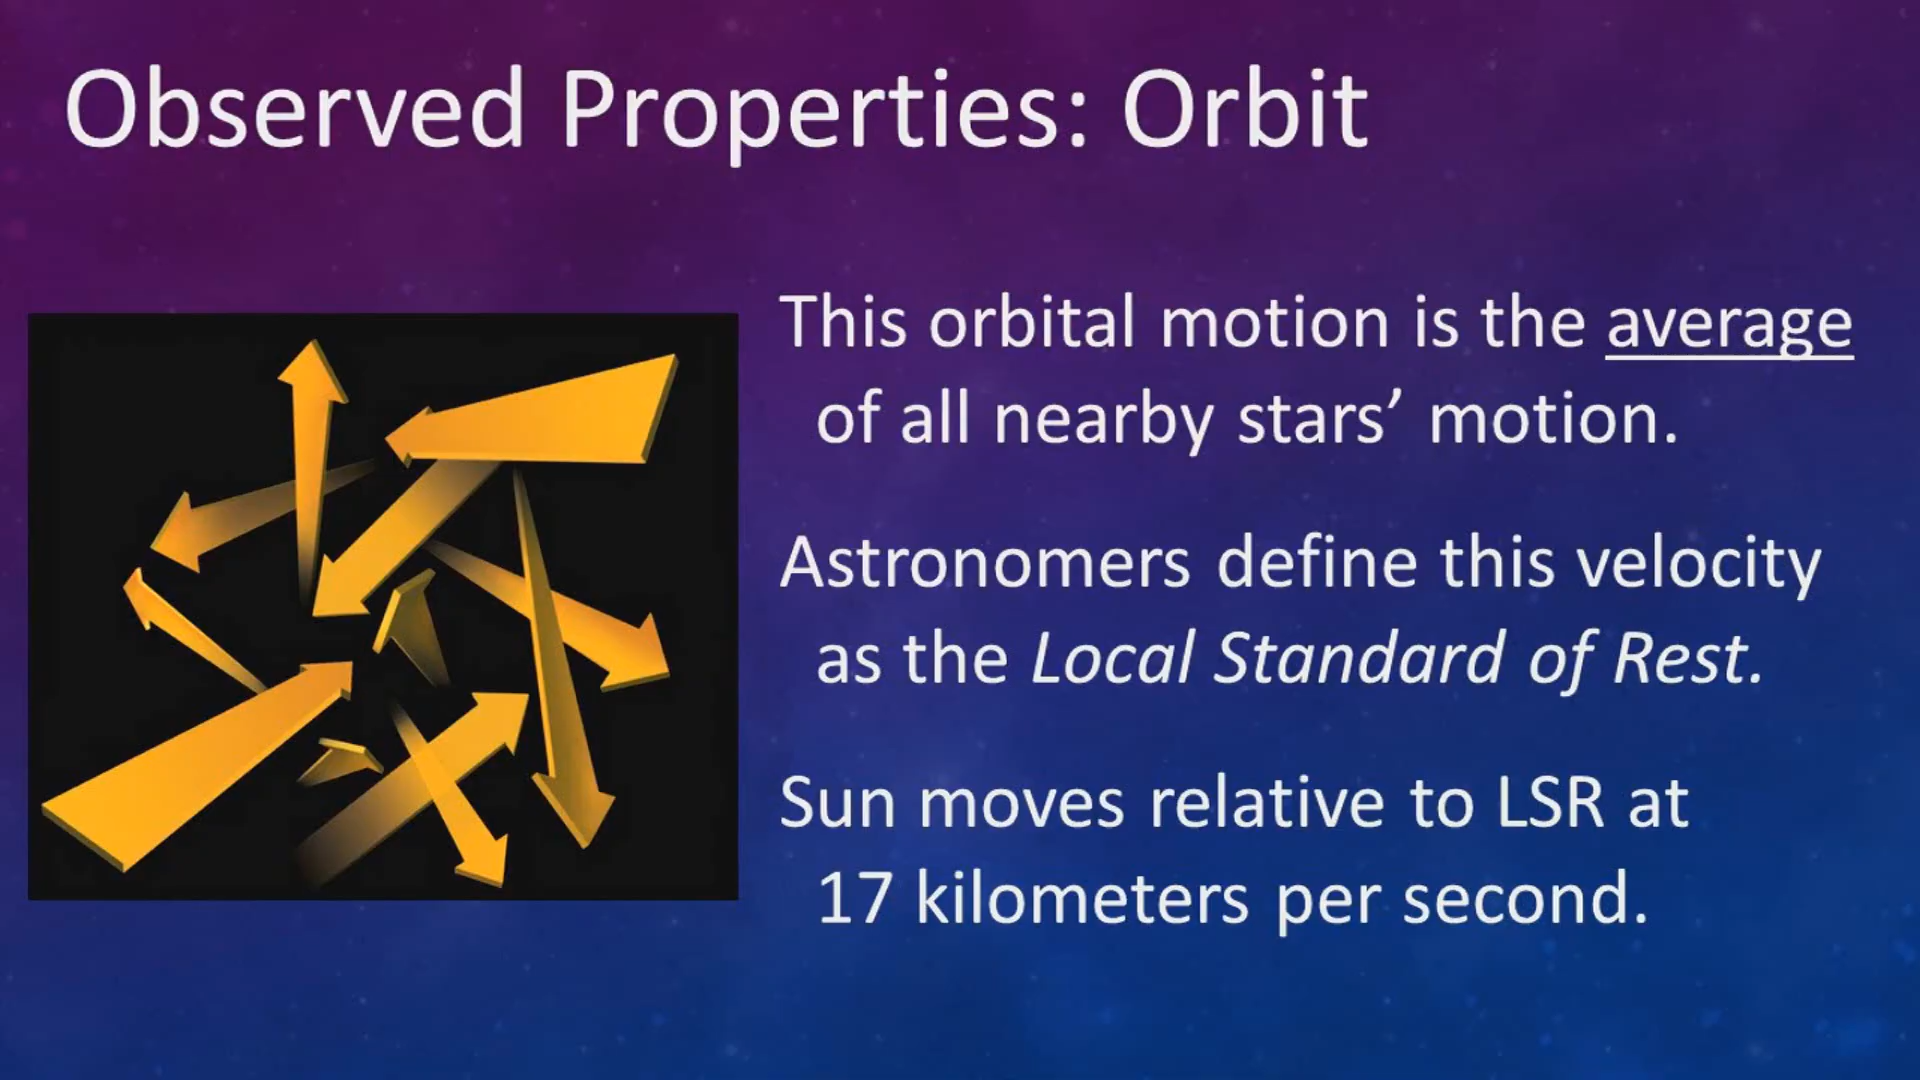 Observed Properties: Orbit
This orbital motion is the average
of all nearby stars’ motion.
Astronomers define this velocity
as the Local Standard of Rest.
Sun moves relative to LSR at
17 kilometers per second.